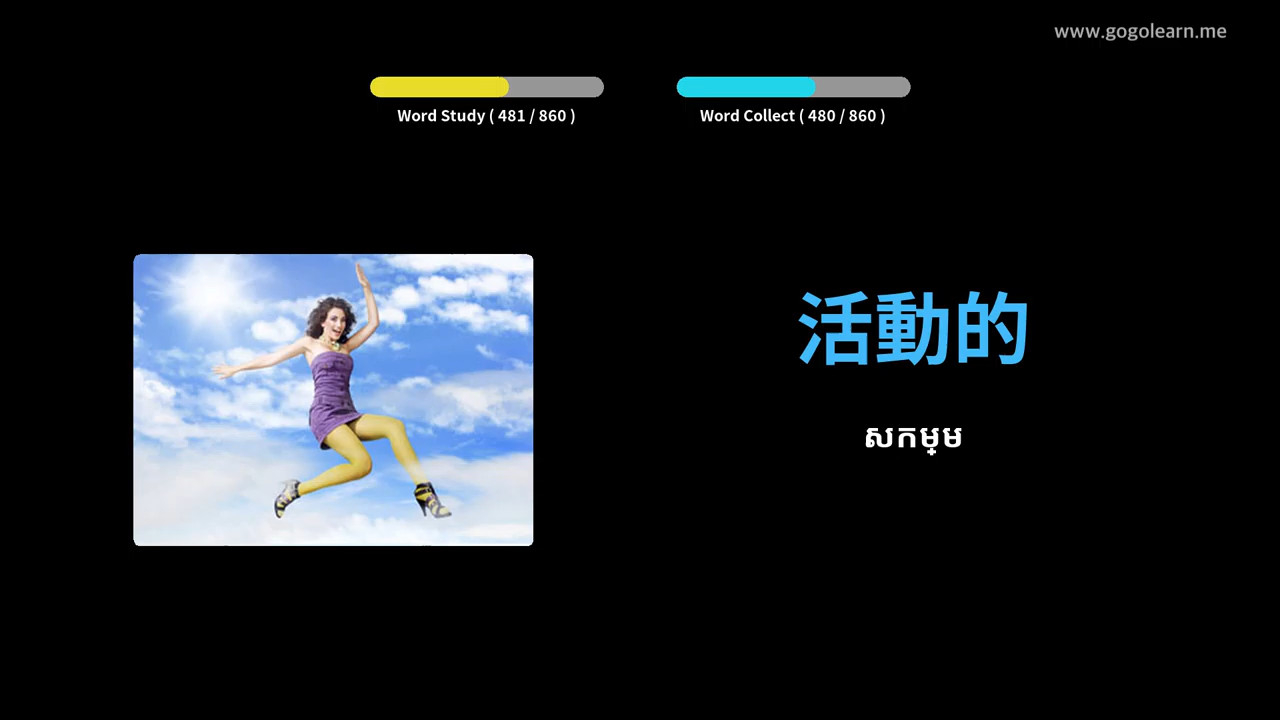 www.gogolearn.me
Word Study ( 481 / 860 )
Word Collect ( 480 / 860 )
活動的
សកម្ម